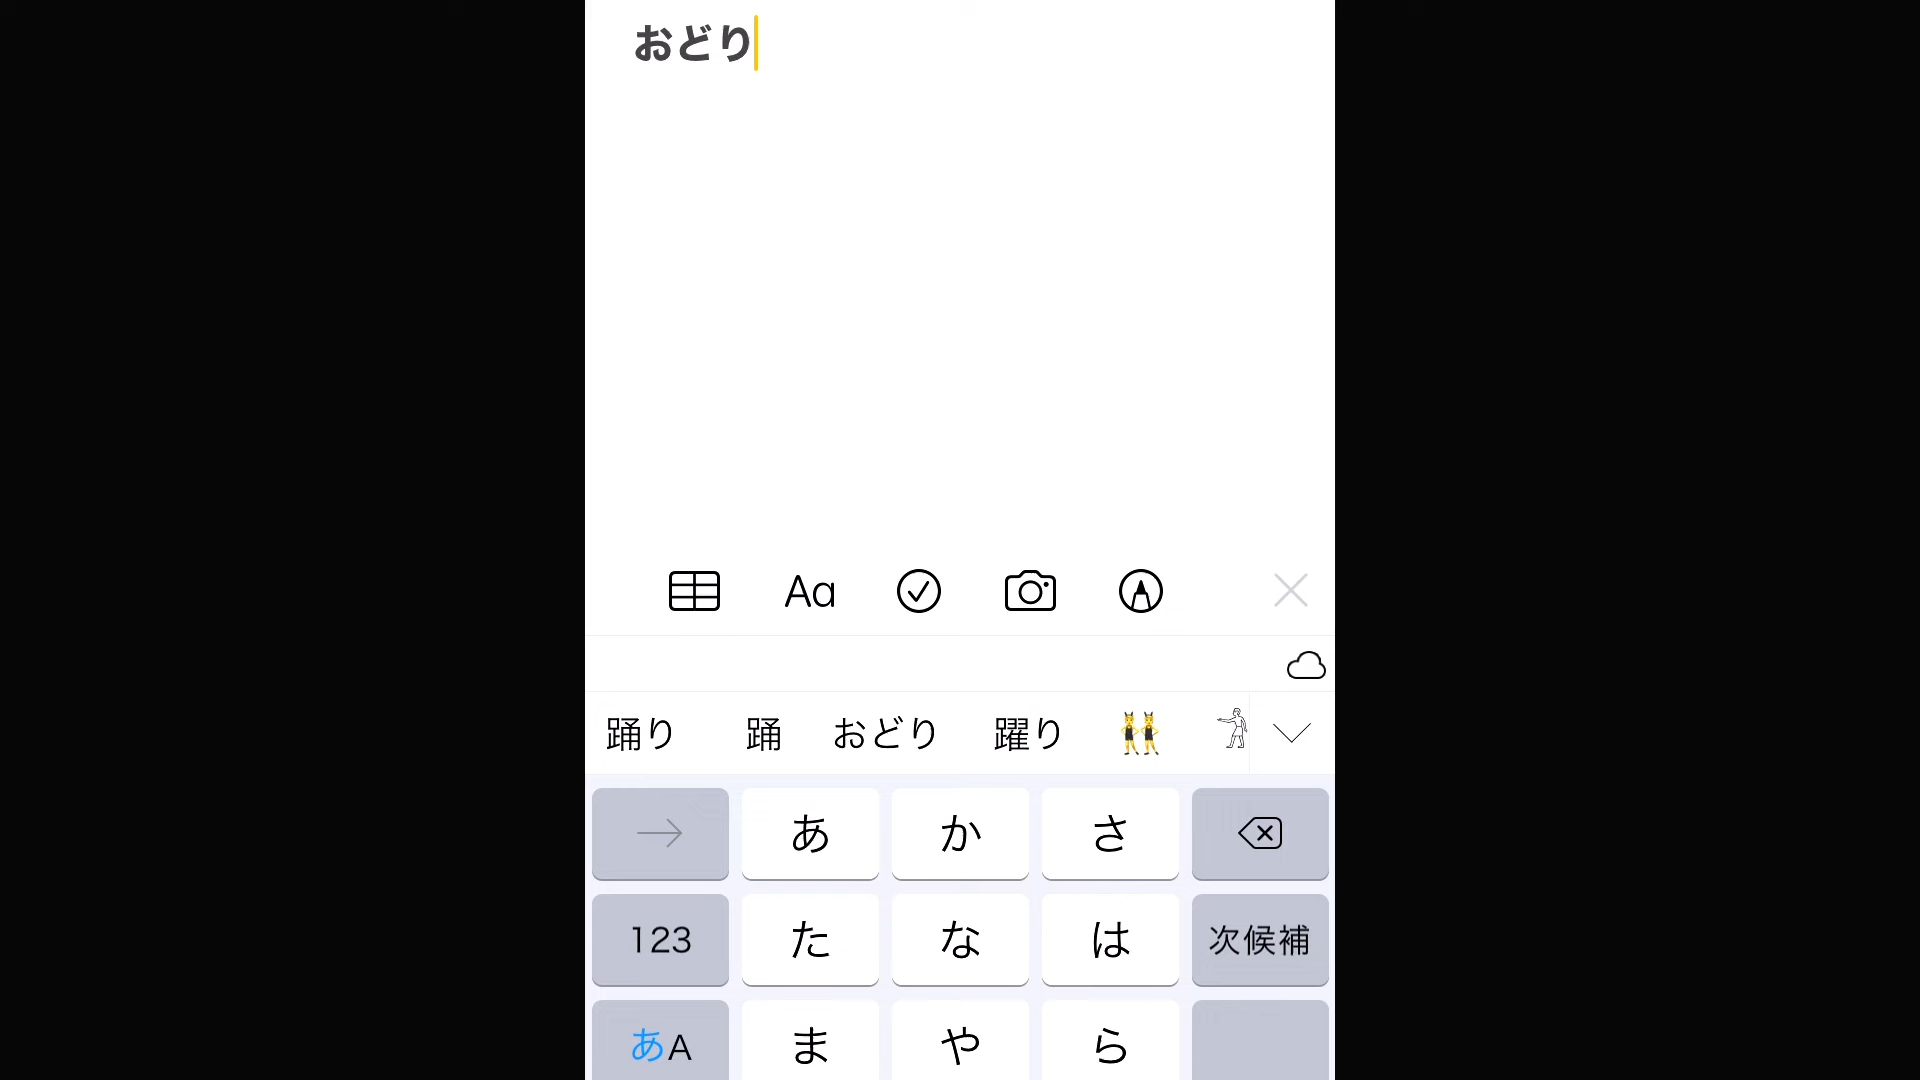 おどり
Aa
踊り 踊 おどり 躍り 👯
あ か さ
123 た な は 次候補
あA ま や ら